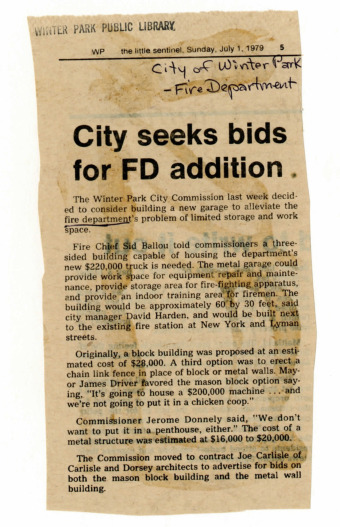 WINTER PARK PUBLIC LIBRARY
WP the little sentinel, Sunday, July 1, 1979 5
City of Winter Park
- Fire Department
City seeks bids
for FD addition
The Winter Park City Commission last week decid-
ed to consider building a new garage to alleviate the
fire department's problem of limited storage and work
space.
Fire Chief Sid Ballou told commissioners a three-
sided building capable of housing the department's
new $220,000 truck is needed. The metal garage could
provide work space for equipment repair and mainte-
nance, provide storage area for fire-fighting apparatus,
and provide an indoor training area for firemen. The
building would be approximately 60 by 30 feet, said
city manager David Harden, and would be built next
to the existing fire station at New York and Lyman
streets.
Originally, a block building was proposed at an esti-
mated cost of $28,000. A third option was to erect a
chain link fence in place of block or metal walls. May-
or James Driver favored the mason block option say-
ing, "It's going to house a $200,000 machine ... and
we're not going to put it in a chicken coop."
Commissioner Jerome Donnely said, "We don't
want to put it in a penthouse, either." The cost of a
metal structure was estimated at $16,000 to $20,000.
The Commission moved to contract Joe Carlisle of
Carlisle and Dorsey architects to advertise for bids on
both the mason block building and the metal wall
building.